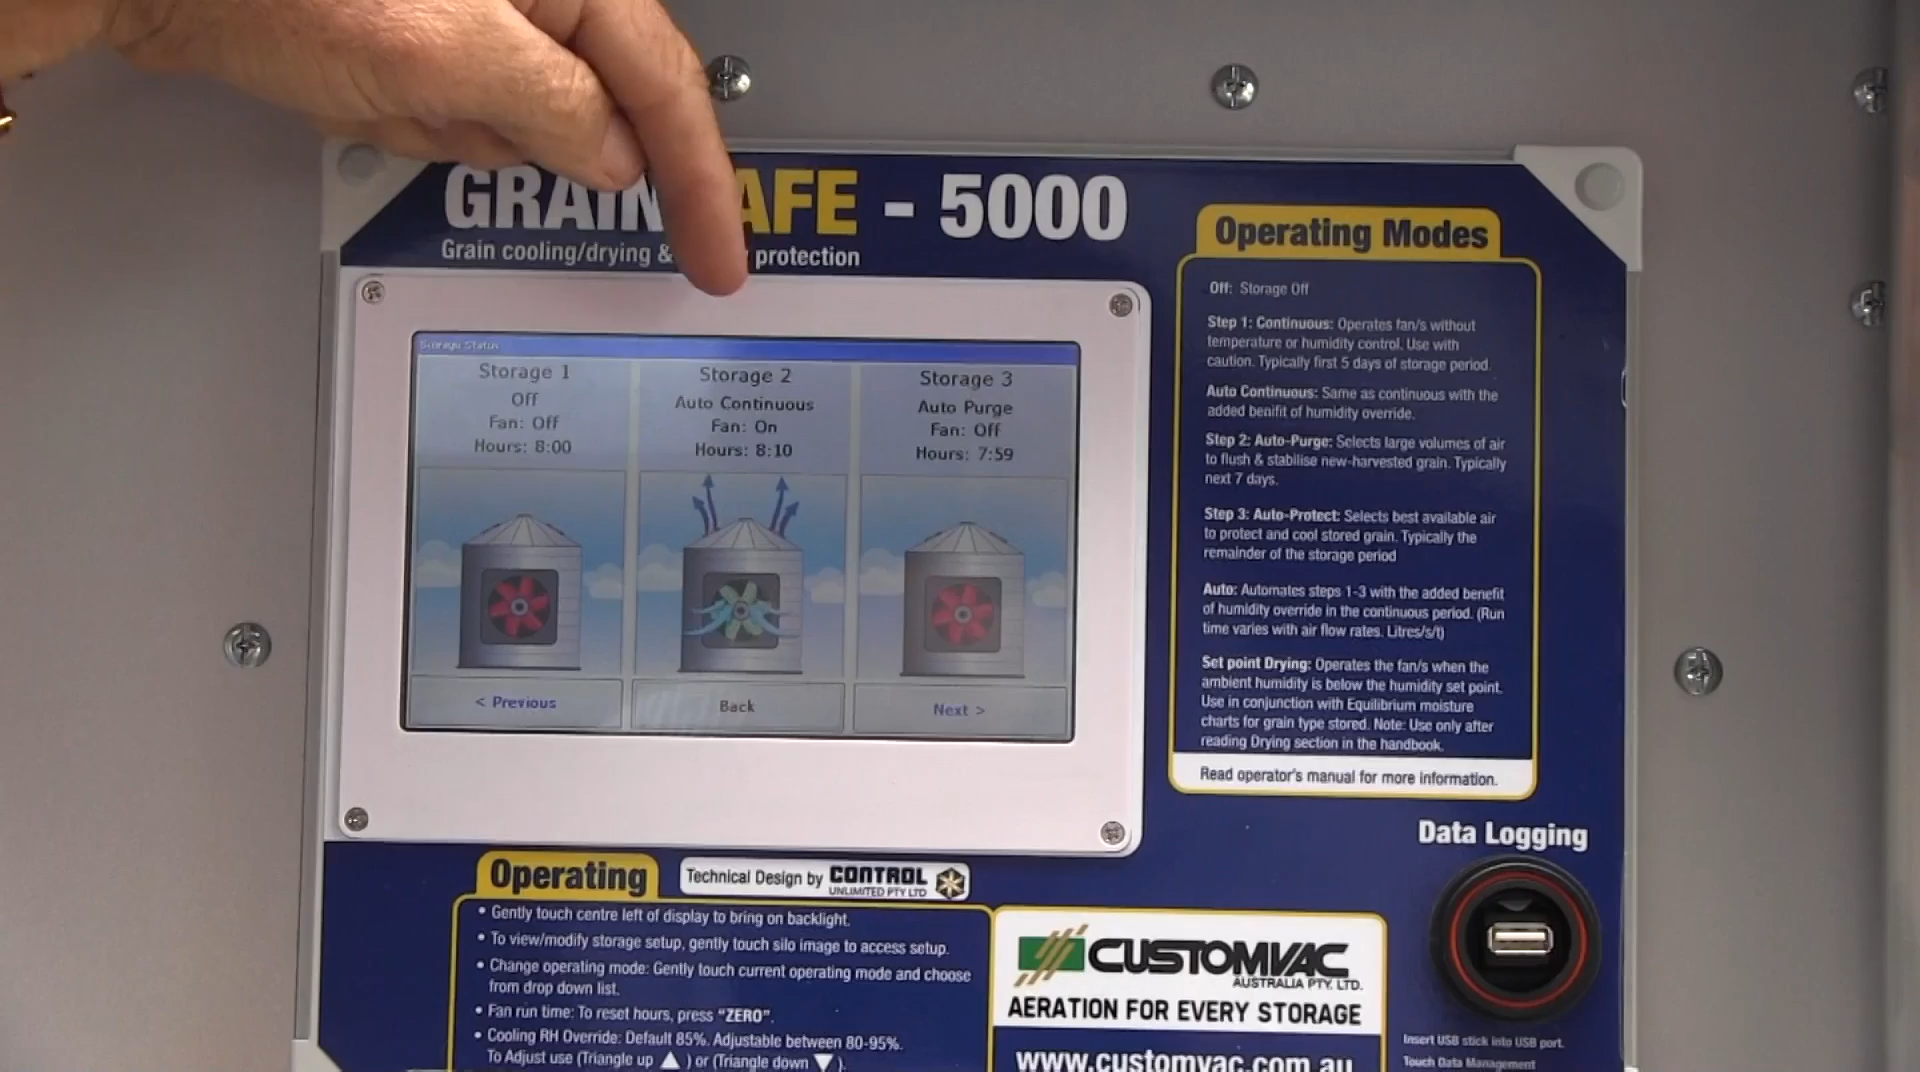 GRAIN AFE - 5000
Grain cooling/drying & protection
Storage Status
Storage 1
Off
Fan: Off
Hours: 8:00
Storage 2
Auto Continuous
Fan: On
Hours: 8:10
Storage 3
Auto Purge
Fan: Off
Hours: 7:59
< Previous
Back
Next >
Operating Modes
Off: Storage Off
Step 1: Continuous: Operates fan/s without
temperature or humidity control. Use with
caution. Typically first 5 days of storage period.
Auto Continuous: Same as continuous with the
added benifit of humidity override.
Step 2: Auto-Purge: Selects large volumes of air
to flush & stabilise new-harvested grain. Typically
next 7 days.
Step 3: Auto-Protect: Selects best available air
to protect and cool stored grain. Typically the
remainder of the storage period
Auto: Automates steps 1-3 with the added benefit
of humidity override in the continuous period. (Run
time varies with air flow rates. Litres/s/t)
Set point Drying: Operates the fan/s when the
ambient humidity is below the humidity set point.
Use in conjunction with Equilibrium moisture
charts for grain type stored. Note: Use only after
reading Drying section in the handbook.
Read operator's manual for more information.
Data Logging
Insert USB stick into USB port.
Touch Data Management
Operating
Technical Design by CONTROL
UNLIMITED PTY LTD
• Gently touch centre left of display to bring on backlight.
• To view/modify storage setup, gently touch silo image to access setup.
• Change operating mode: Gently touch current operating mode and choose
from drop down list.
• Fan run time: To reset hours, press "ZERO".
• Cooling RH Override: Default 85%. Adjustable between 80-95%.
To Adjust use (Triangle up ▲ ) or (Triangle down ▼ ).
CUSTOMVAC
AUSTRALIA PTY. LTD.
AERATION FOR EVERY STORAGE
www.customvac.com.au